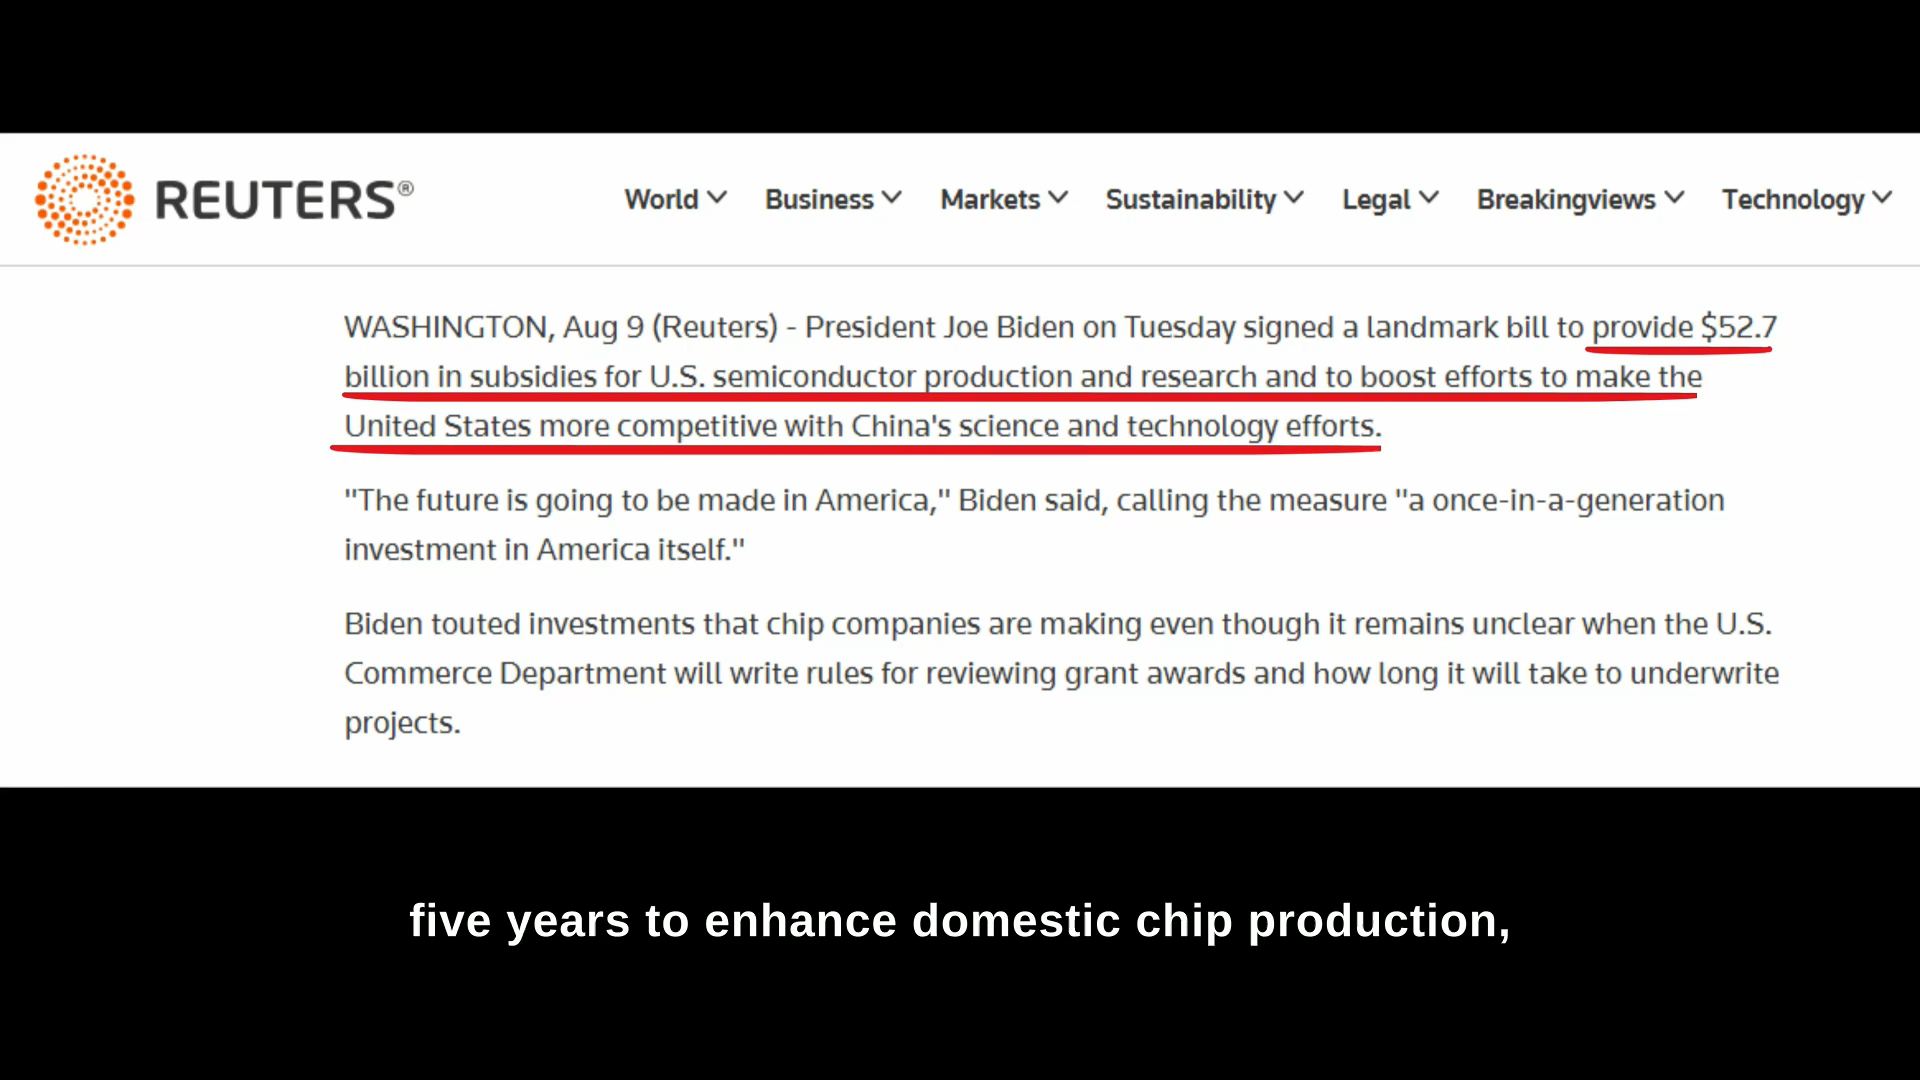 REUTERS®
World Business Markets Sustainability Legal Breakingviews Technology
WASHINGTON, Aug 9 (Reuters) - President Joe Biden on Tuesday signed a landmark bill to provide $52.7
billion in subsidies for U.S. semiconductor production and research and to boost efforts to make the
United States more competitive with China's science and technology efforts.
"The future is going to be made in America," Biden said, calling the measure "a once-in-a-generation
investment in America itself."
Biden touted investments that chip companies are making even though it remains unclear when the U.S.
Commerce Department will write rules for reviewing grant awards and how long it will take to underwrite
projects.
five years to enhance domestic chip production,